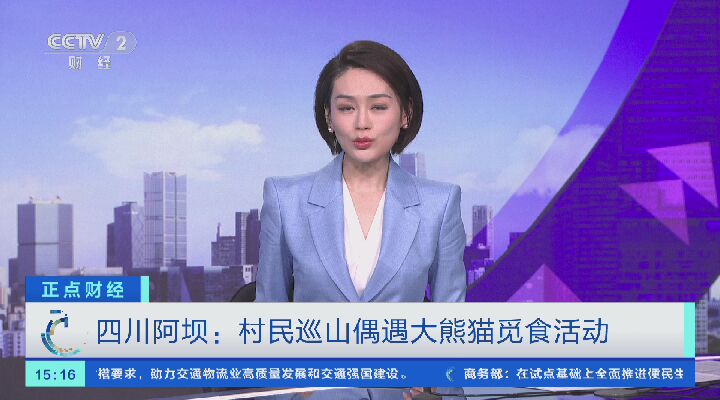 CCTV 2
财经
正点财经
四川阿坝：村民巡山偶遇大熊猫觅食活动
15:16 楷要求，助力交通物流业高质量发展和交通强国建设。 商务部：在试点基础上全面推进便民生